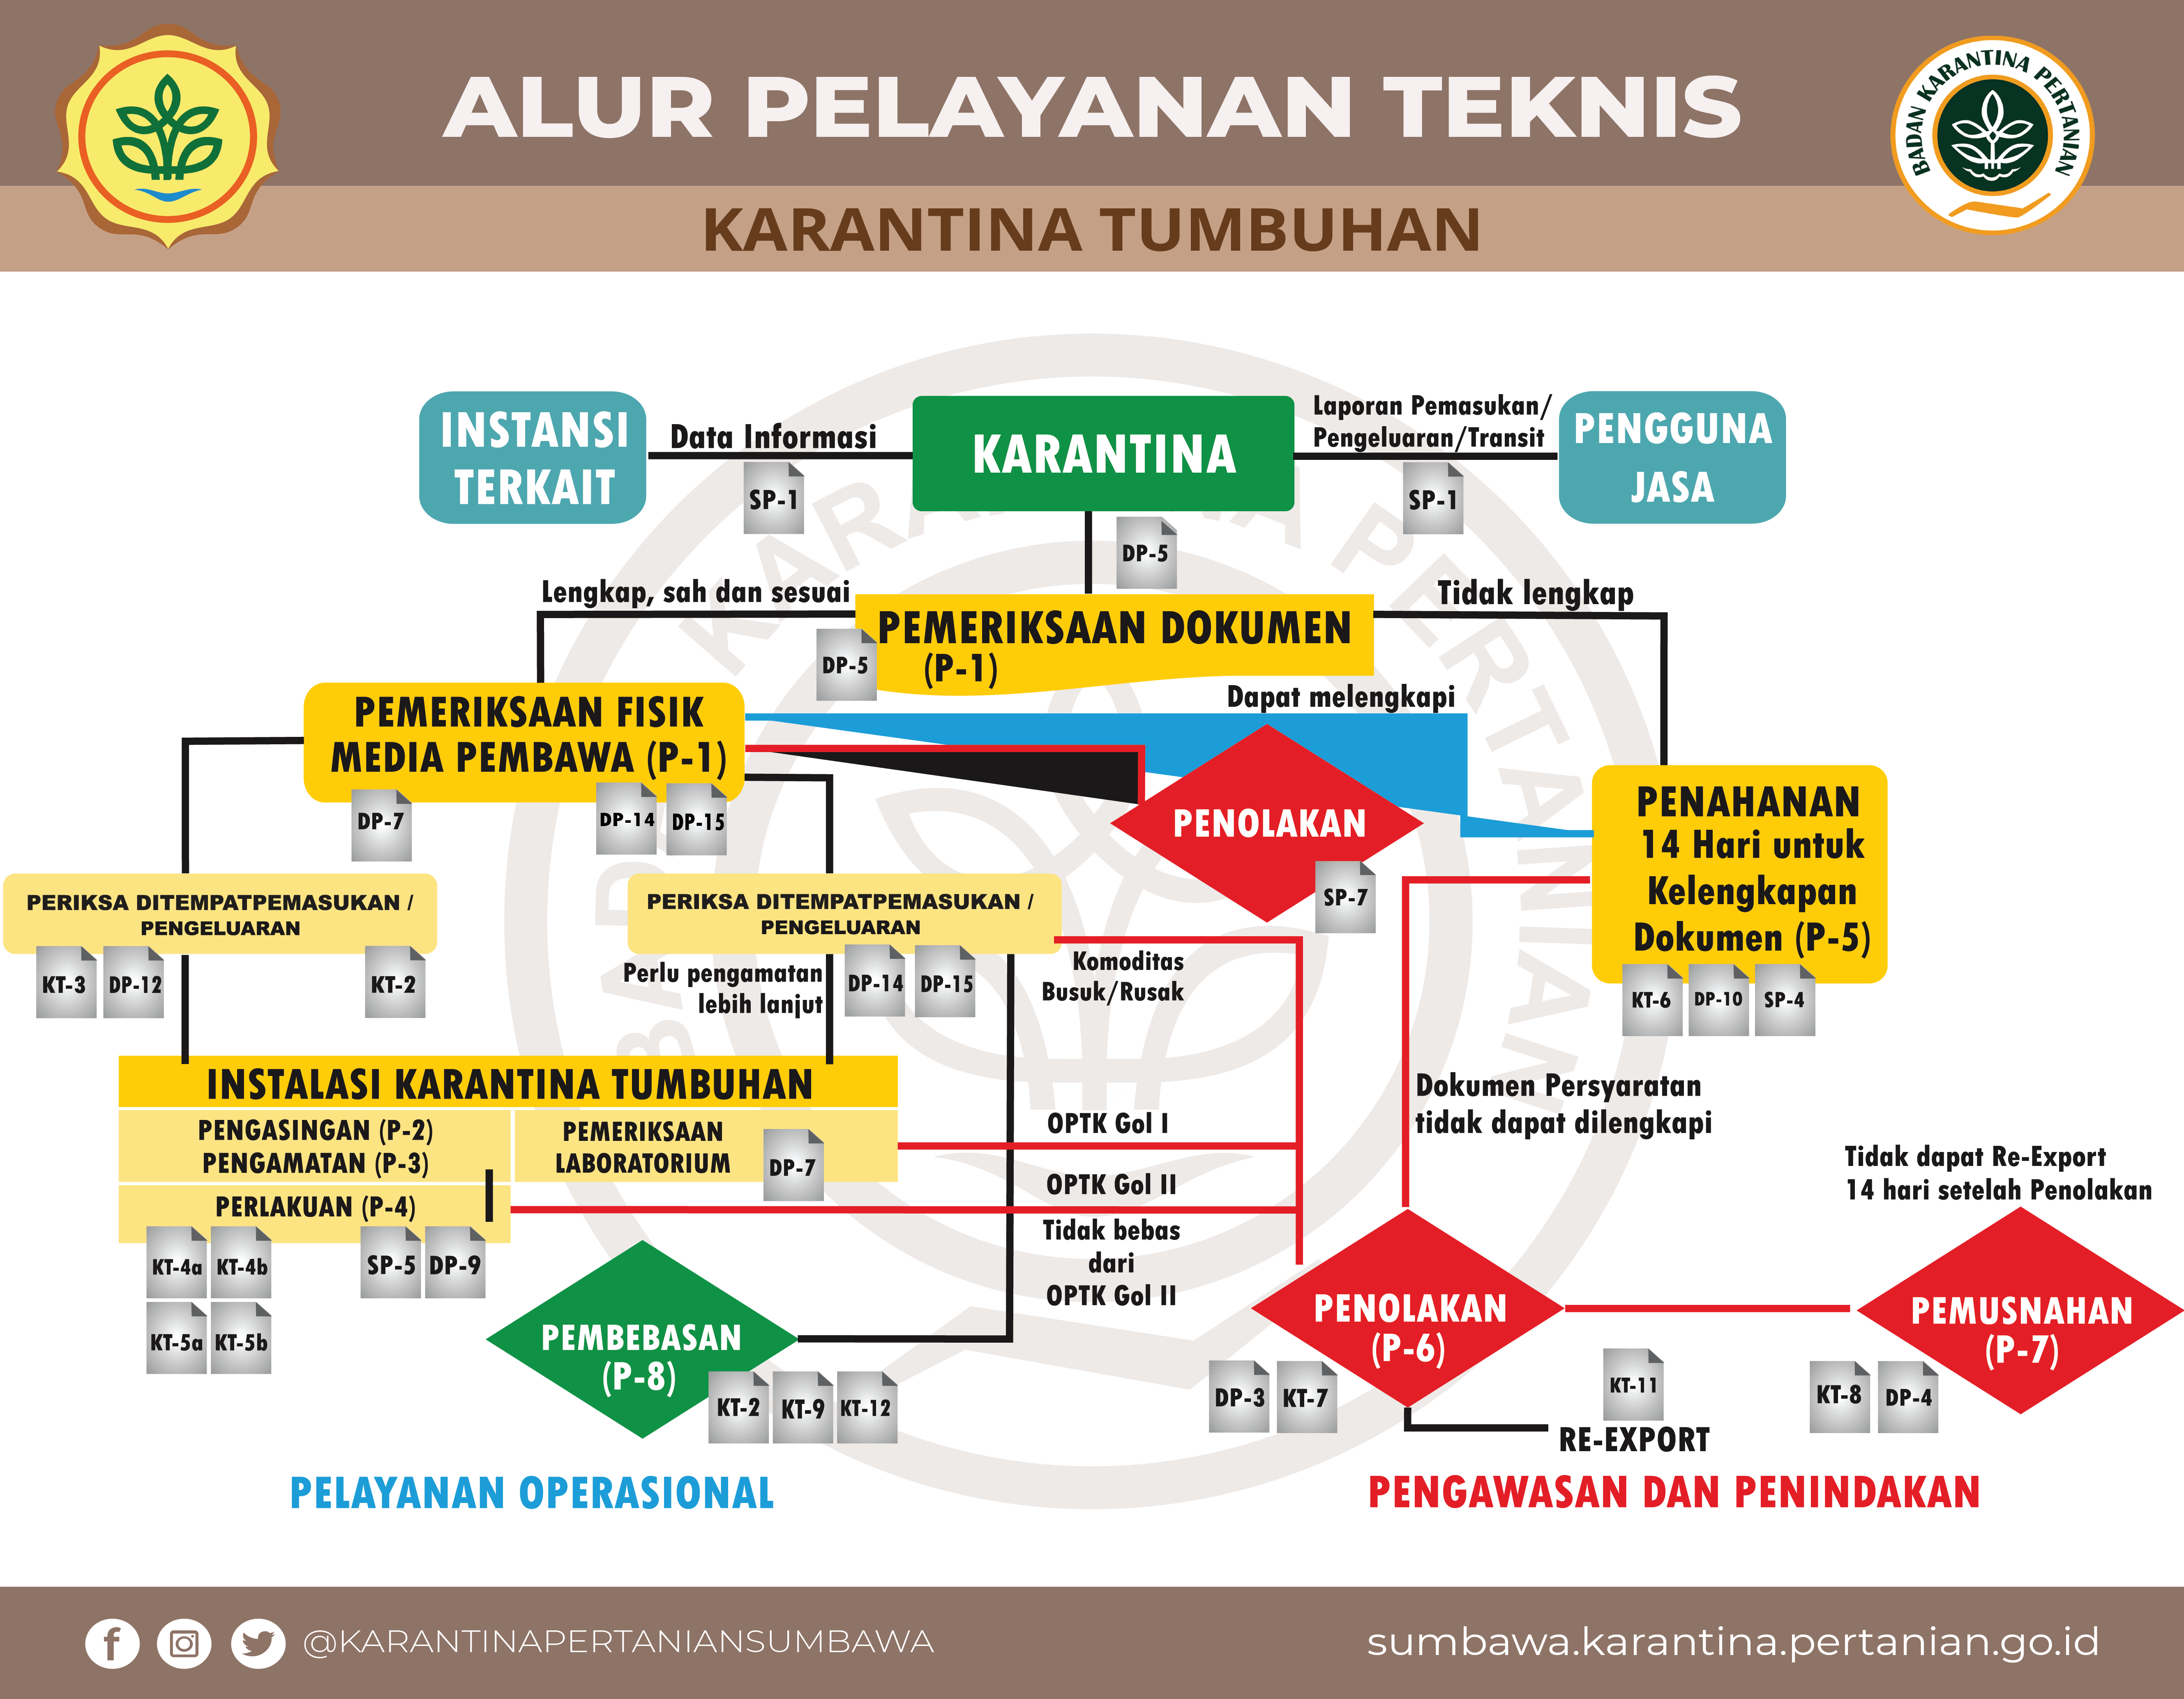 ALUR PELAYANAN TEKNIS
BADAN KARANTINA PERTANIAN
KARANTINA TUMBUHAN
INSTANSI
TERKAIT
Data Informasi
SP-1
KARANTINA
Laporan Pemasukan/
Pengeluaran/Transit
SP-1
PENGGUNA
JASA
DP-5
Lengkap, sah dan sesuai
PEMERIKSAAN DOKUMEN
(P-1)
DP-5
Tidak lengkap
PEMERIKSAAN FISIK
MEDIA PEMBAWA (P-1)
DP-7
DP-14
DP-15
Dapat melengkapi
PENOLAKAN
SP-7
PENAHANAN
14 Hari untuk
Kelengkapan
Dokumen (P-5)
KT-6
DP-10
SP-4
PERIKSA DITEMPATPEMASUKAN /
PENGELUARAN
KT-3
DP-12
KT-2
PERIKSA DITEMPATPEMASUKAN /
PENGELUARAN
Perlu pengamatan
lebih lanjut
DP-14
DP-15
Komoditas
Busuk/Rusak
INSTALASI KARANTINA TUMBUHAN
PENGASINGAN (P-2)
PENGAMATAN (P-3)
PEMERIKSAAN
LABORATORIUM
DP-7
PERLAKUAN (P-4)
KT-4a
KT-4b
SP-5
DP-9
KT-5a
KT-5b
OPTK Gol I
OPTK Gol II
Tidak bebas
dari
OPTK Gol II
Dokumen Persyaratan
tidak dapat dilengkapi
Tidak dapat Re-Export
14 hari setelah Penolakan
PEMBEBASAN
(P-8)
KT-2
KT-9
KT-12
PENOLAKAN
(P-6)
DP-3
KT-7
KT-11
RE-EXPORT
PEMUSNAHAN
(P-7)
KT-8
DP-4
PELAYANAN OPERASIONAL
PENGAWASAN DAN PENINDAKAN
@KARANTINAPERTANIANSUMBAWA
sumbawa.karantina.pertanian.go.id